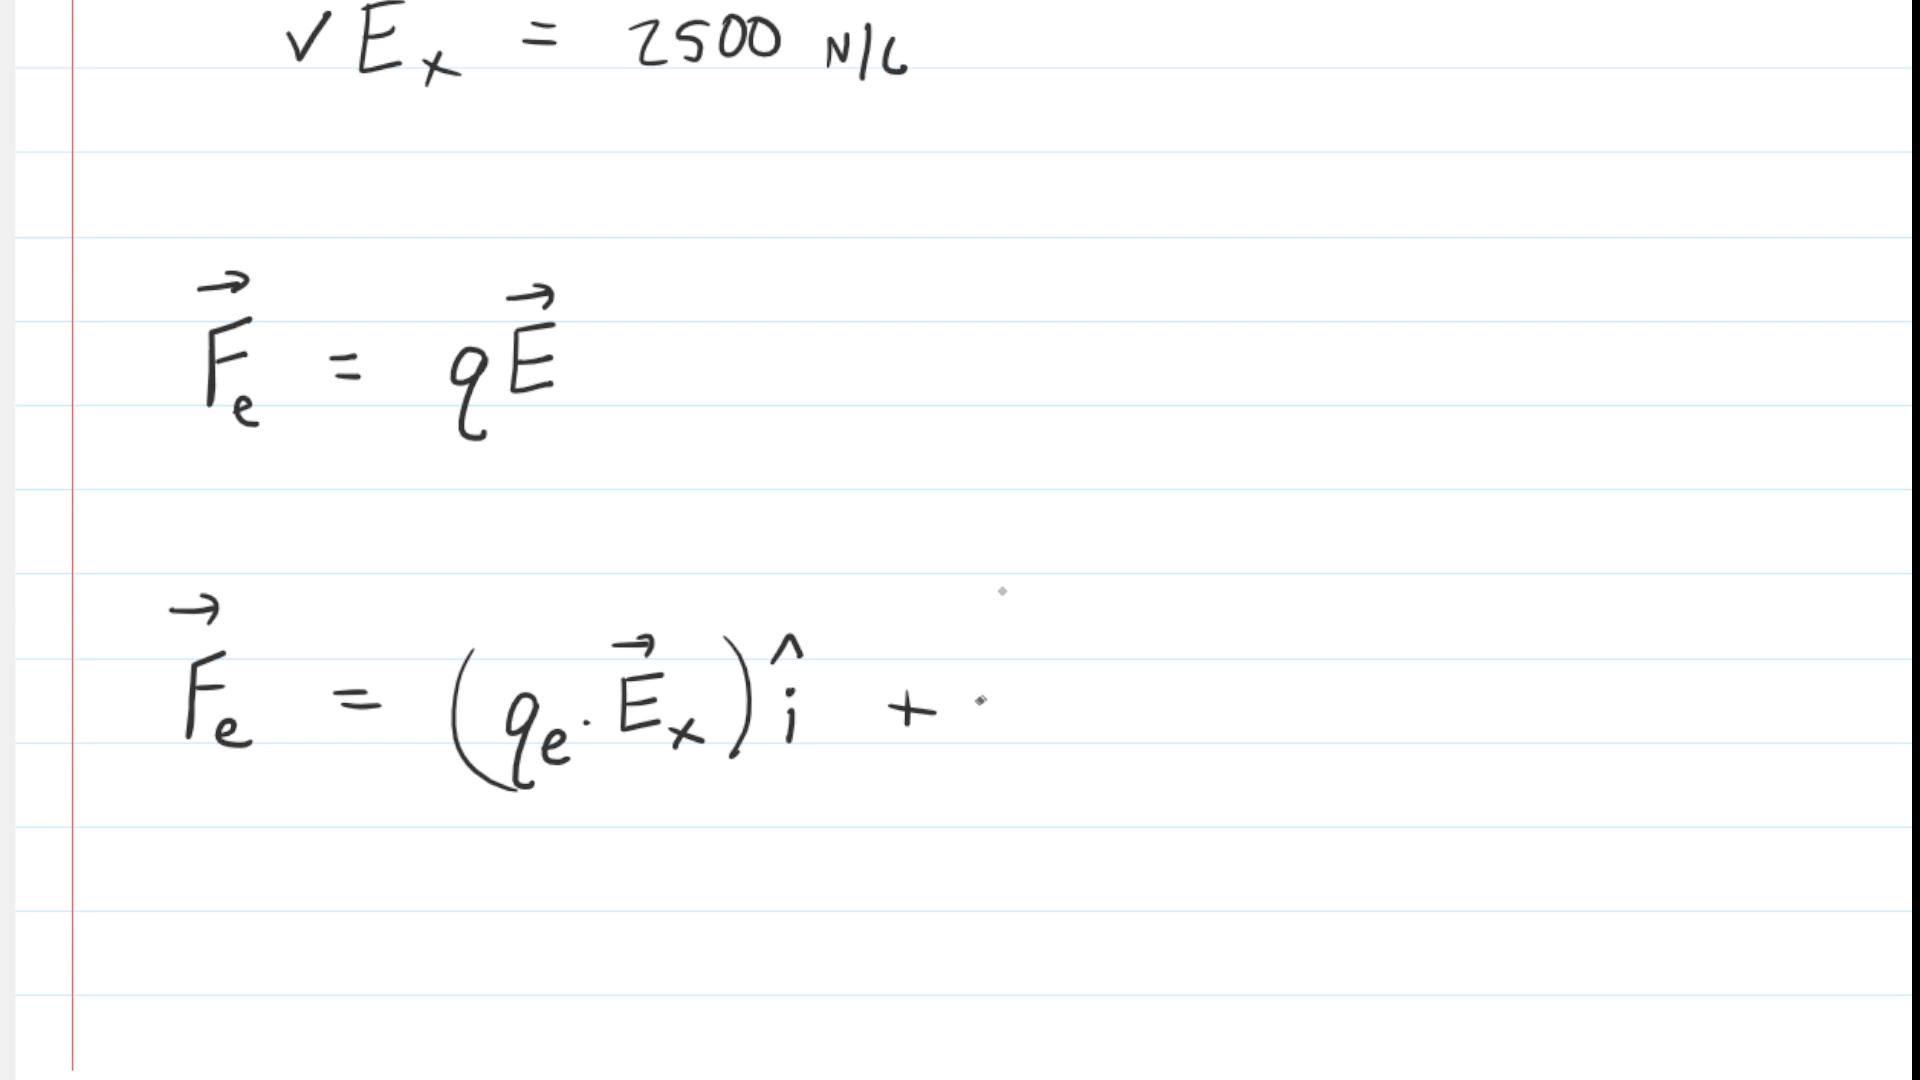 ✓ Eₓ = 2500 N/C
F⃗ₑ = qE⃗
F⃗ₑ = (qₑ · E⃗ₓ) î + ·